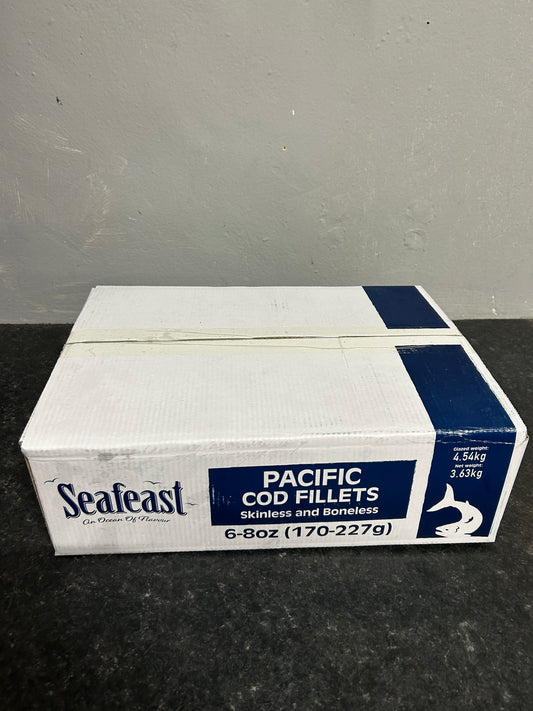 Seafeast
An Ocean Of Flavour
PACIFIC
COD FILLETS
Skinless and Boneless
6-8oz (170-227g)
Glazed weight:
4.54kg
Net weight:
3.63kg